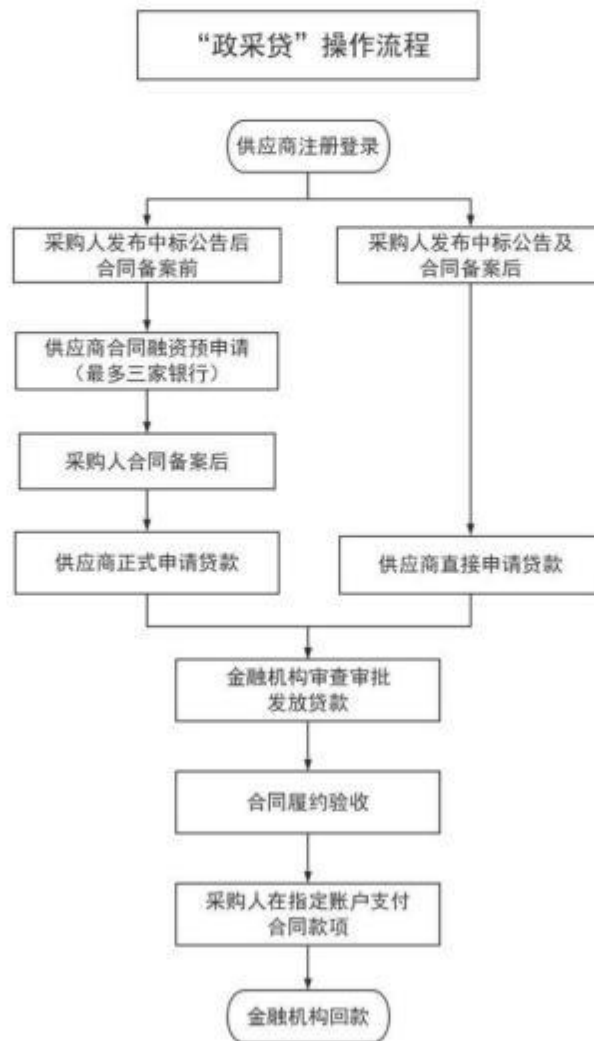 “政采贷”操作流程
供应商注册登录
采购人发布中标公告后
合同备案前
采购人发布中标公告及
合同备案后
供应商合同融资预申请
（最多三家银行）
采购人合同备案后
供应商正式申请贷款
供应商直接申请贷款
金融机构审查审批
发放贷款
合同履约验收
采购人在指定账户支付
合同款项
金融机构回款